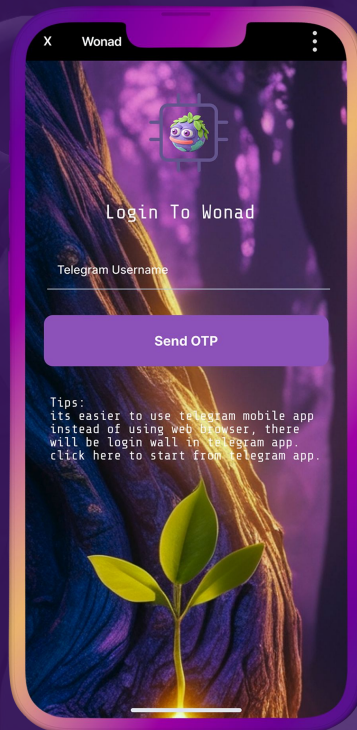 X Wonad
Login To Wonad
Telegram Username
Send OTP
Tips:
its easier to use telegram mobile app
instead of using web browser, there
will be login wall in telegram app.
click here to start from telegram app.